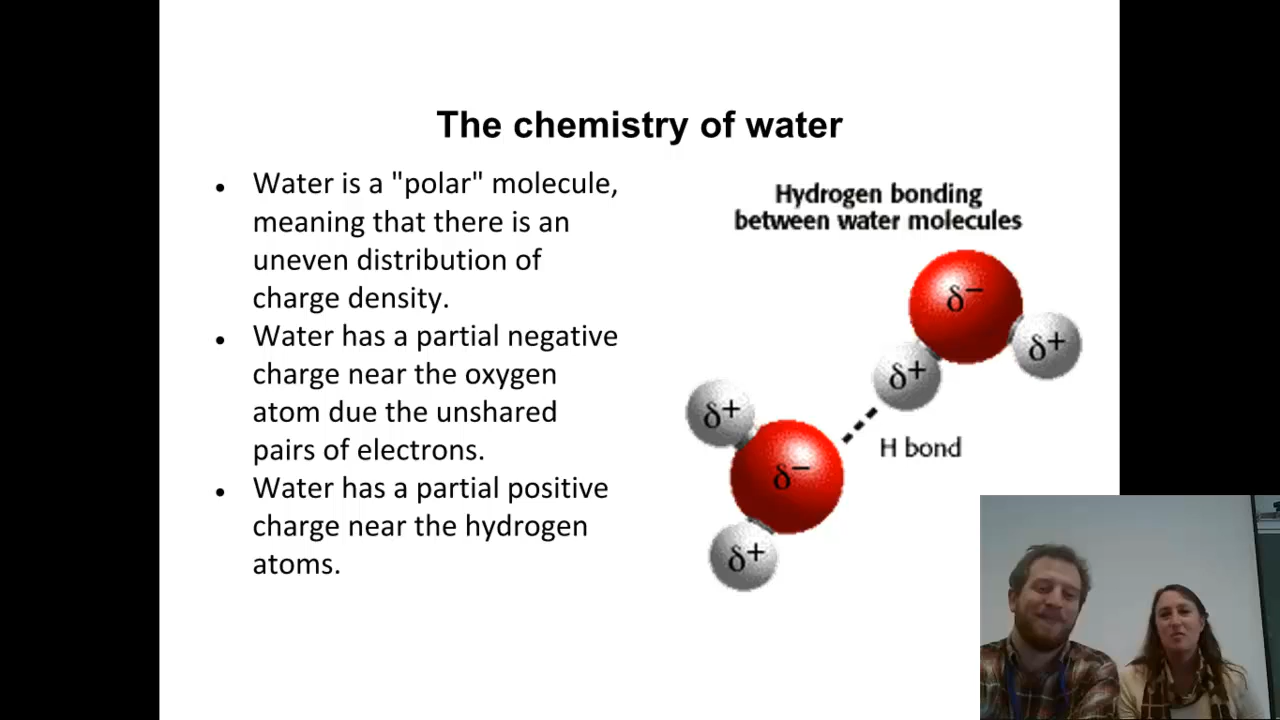 The chemistry of water
● Water is a "polar" molecule,
meaning that there is an
uneven distribution of
charge density.
● Water has a partial negative
charge near the oxygen
atom due the unshared
pairs of electrons.
● Water has a partial positive
charge near the hydrogen
atoms.
Hydrogen bonding
between water molecules
δ−
δ+
δ+
δ+
δ−
H bond
δ+